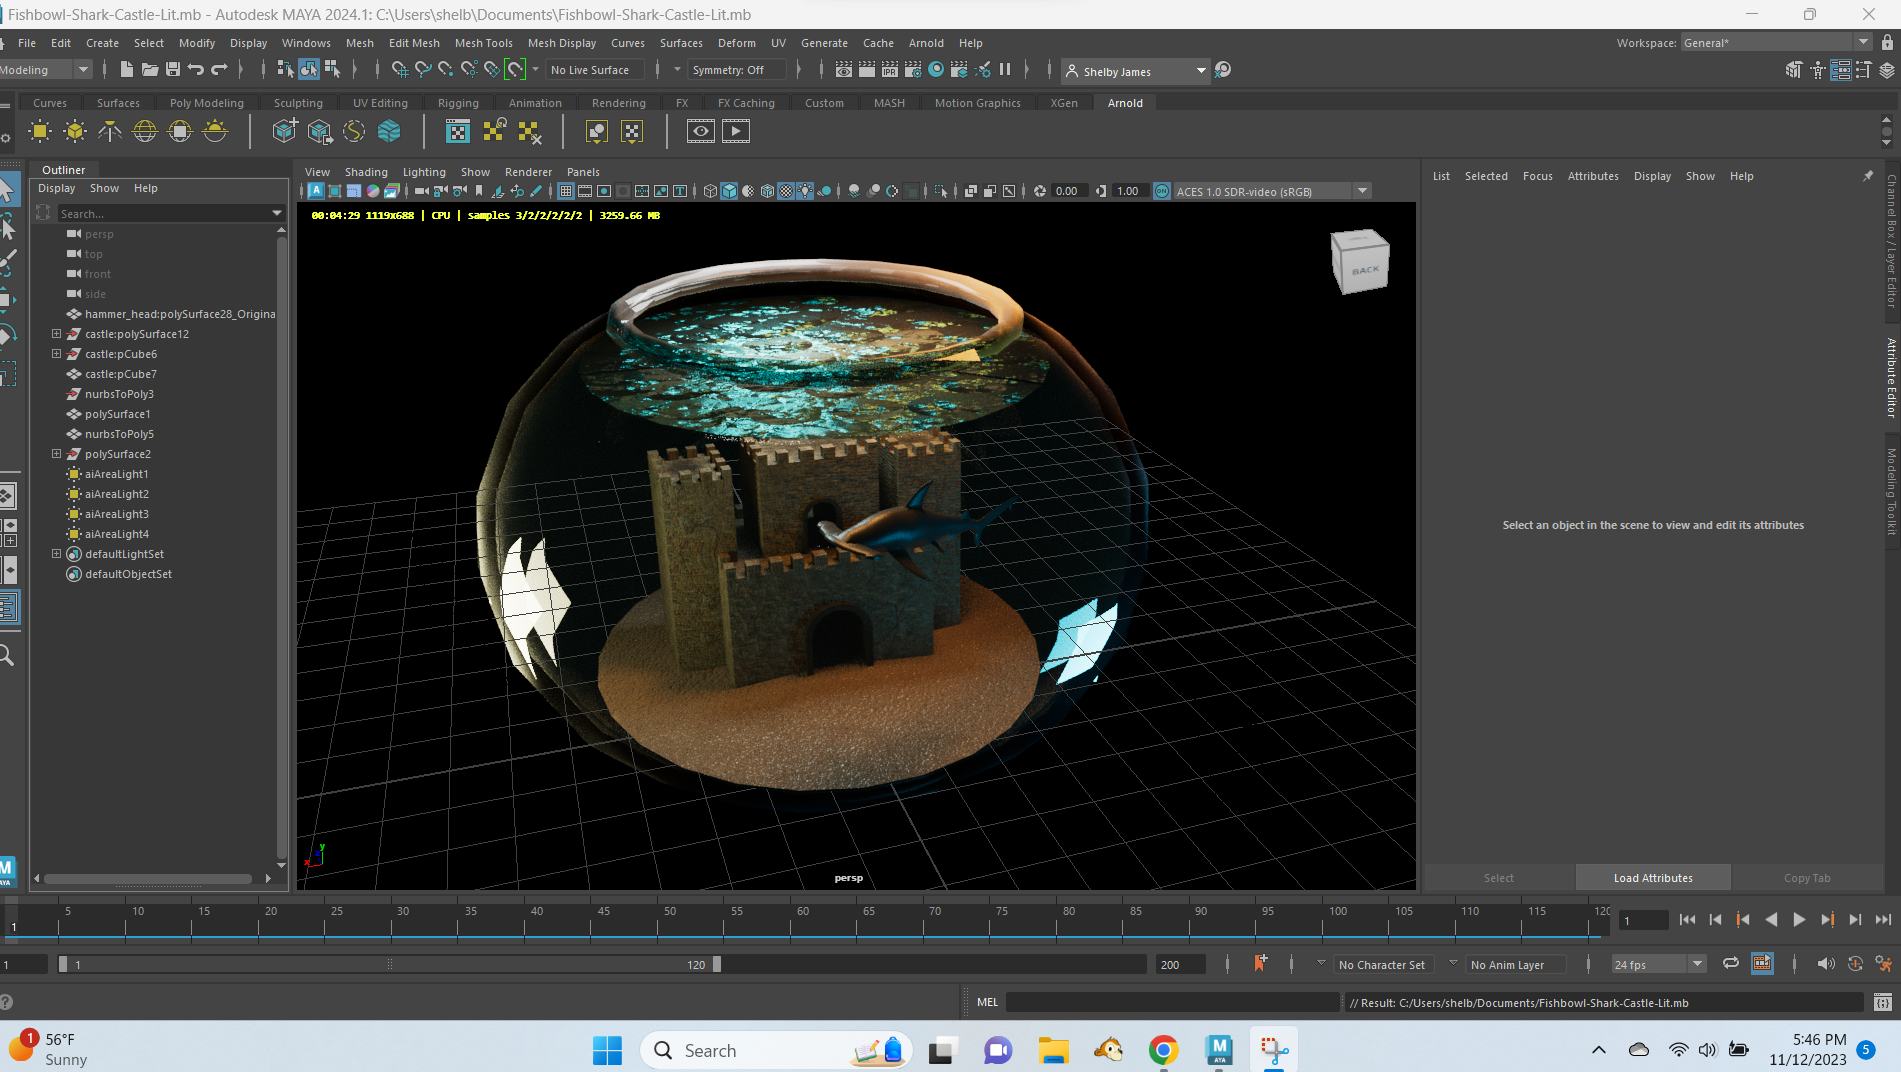 Fishbowl-Shark-Castle-Lit.mb - Autodesk MAYA 2024.1: C:\Users\shelb\Documents\Fishbowl-Shark-Castle-Lit.mb
File Edit Create Select Modify Display Windows Mesh Edit Mesh Mesh Tools Mesh Display Curves Surfaces Deform UV Generate Cache Arnold Help
Workspace: General*
Modeling No Live Surface Symmetry: Off IPR Shelby James
Curves Surfaces Poly Modeling Sculpting UV Editing Rigging Animation Rendering FX FX Caching Custom MASH Motion Graphics XGen Arnold
Outliner
Display Show Help
Search...
persp
top
front
side
hammer_head:polySurface28_Origina
castle:polySurface12
castle:pCube6
castle:pCube7
nurbsToPoly3
polySurface1
nurbsToPoly5
polySurface2
aiAreaLight1
aiAreaLight2
aiAreaLight3
aiAreaLight4
defaultLightSet
defaultObjectSet
View Shading Lighting Show Renderer Panels
0.00 1.00 ACES 1.0 SDR-video (sRGB)
00:04:29 1119x688 | CPU | samples 3/2/2/2/2/2 | 3259.66 MB
BACK
y
x
persp
List Selected Focus Attributes Display Show Help
Select an object in the scene to view and edit its attributes
Select Load Attributes Copy Tab
Channel Box / Layer Editor
Attribute Editor
Modeling Toolkit
5 10 15 20 25 30 35 40 45 50 55 60 65 70 75 80 85 90 95 100 105 110 115 120
1
1
1 1 120 200 No Character Set No Anim Layer 24 fps
MEL // Result: C:/Users/shelb/Documents/Fishbowl-Shark-Castle-Lit.mb
1 56°F
Sunny
Search
M
MAYA
5:46 PM
11/12/2023
5